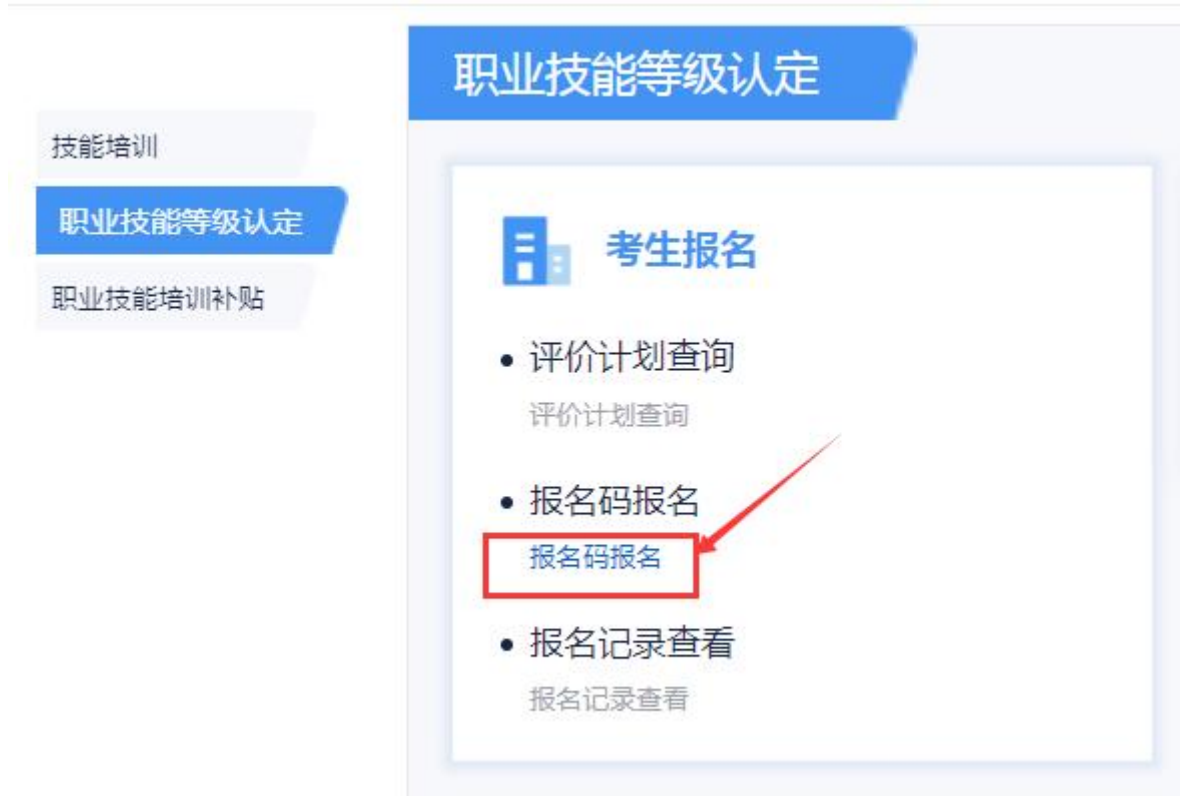 技能培训
职业技能等级认定
职业技能培训补贴
职业技能等级认定
考生报名
评价计划查询
评价计划查询
报名码报名
报名码报名
报名记录查看
报名记录查看